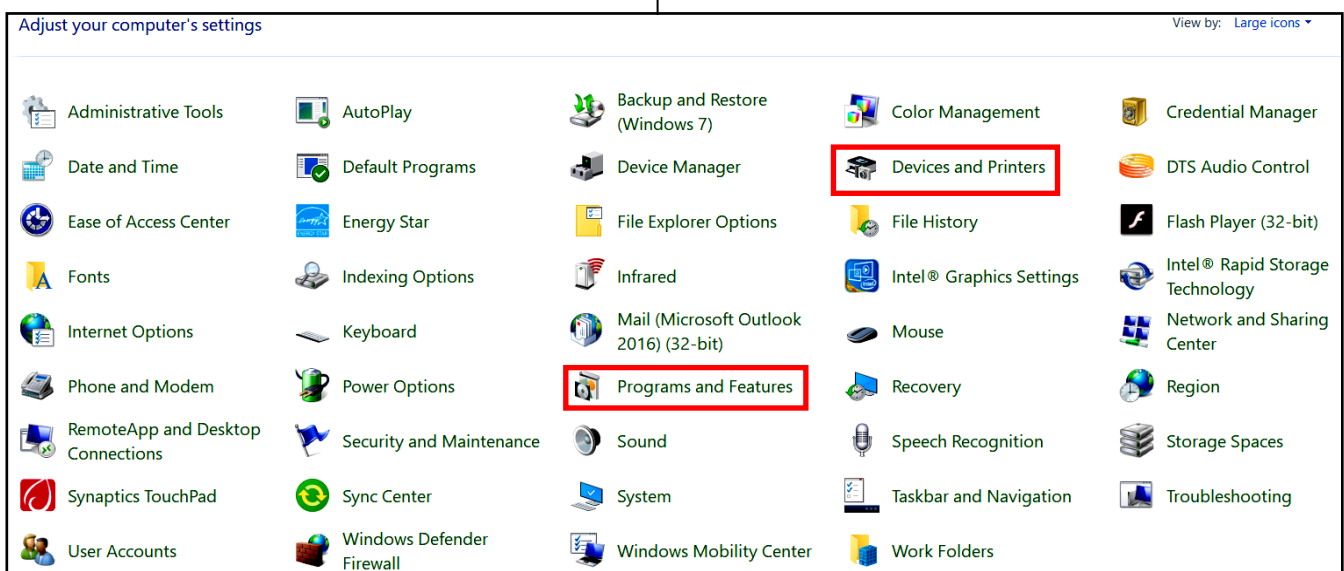 Adjust your computer's settings
View by: Large icons
Administrative Tools
AutoPlay
Backup and Restore
(Windows 7)
Color Management
Credential Manager
Date and Time
Default Programs
Device Manager
Devices and Printers
DTS Audio Control
Ease of Access Center
Energy Star
File Explorer Options
File History
Flash Player (32-bit)
Fonts
Indexing Options
Infrared
Intel® Graphics Settings
Intel® Rapid Storage
Technology
Internet Options
Keyboard
Mail (Microsoft Outlook
2016) (32-bit)
Mouse
Network and Sharing
Center
Phone and Modem
Power Options
Programs and Features
Recovery
Region
RemoteApp and Desktop
Connections
Security and Maintenance
Sound
Speech Recognition
Storage Spaces
Synaptics TouchPad
Sync Center
System
Taskbar and Navigation
Troubleshooting
User Accounts
Windows Defender
Firewall
Windows Mobility Center
Work Folders